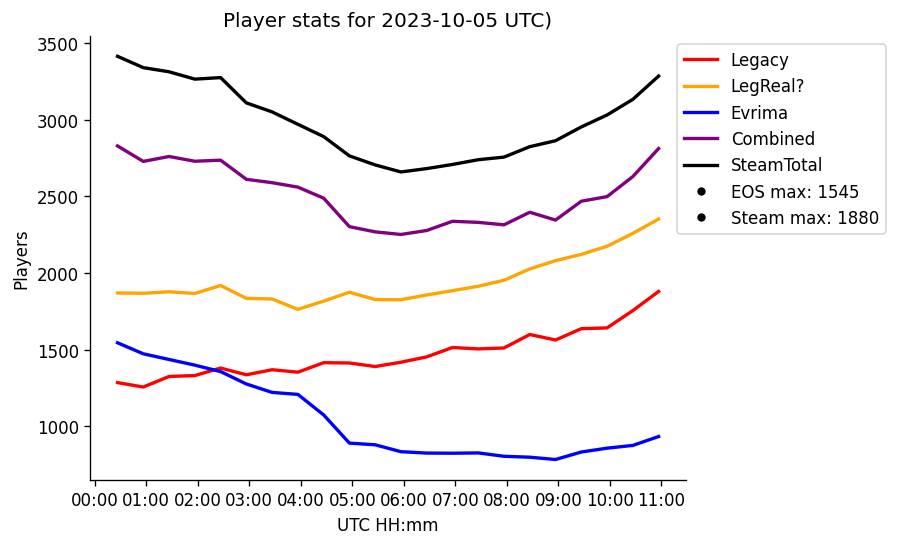 Player stats for 2023-10-05 UTC)
3500
3000
2500
2000
1500
1000
Players
00:00 01:00 02:00 03:00 04:00 05:00 06:00 07:00 08:00 09:00 10:00 11:00
UTC HH:mm
Legacy
LegReal?
Evrima
Combined
SteamTotal
EOS max: 1545
Steam max: 1880